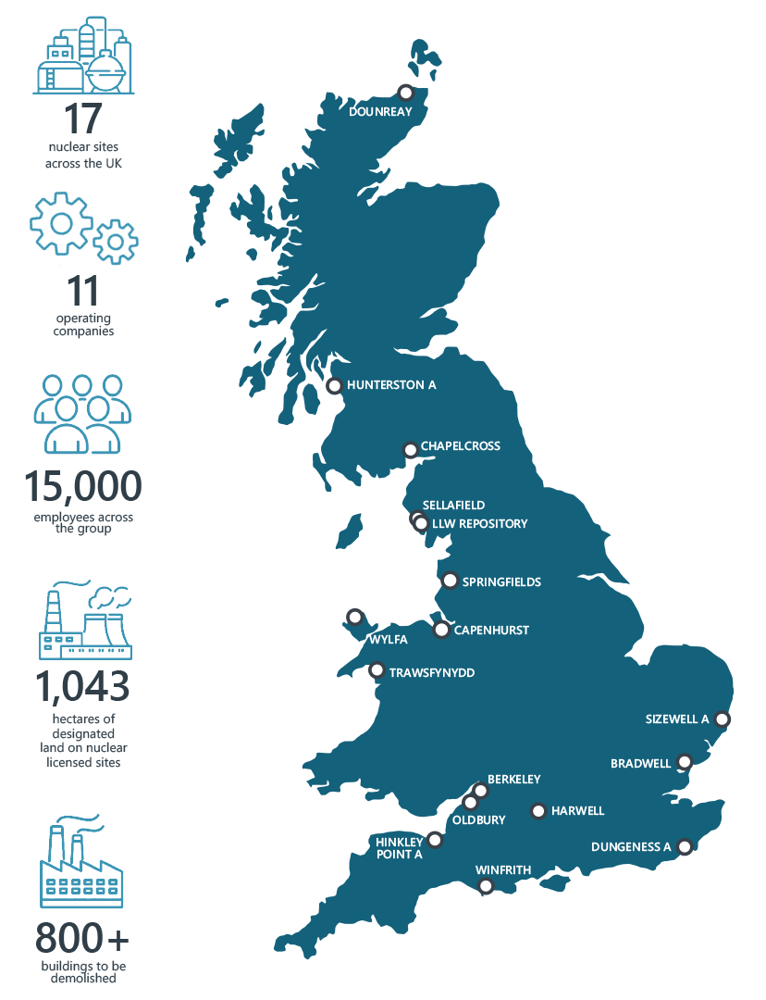 17
nuclear sites
across the UK
11
operating
companies
15,000
employees across
the group
1,043
hectares of
designated
land on nuclear
licensed sites
800+
buildings to be
demolished
DOUNREAY
HUNTERSTON A
CHAPELCROSS
SELLAFIELD
LLW REPOSITORY
SPRINGFIELDS
CAPENHURST
WYLFA
TRAWSFYNYDD
SIZEWELL A
BRADWELL
BERKELEY
HARWELL
OLDBURY
HINKLEY
POINT A
DUNGENESS A
WINFRITH